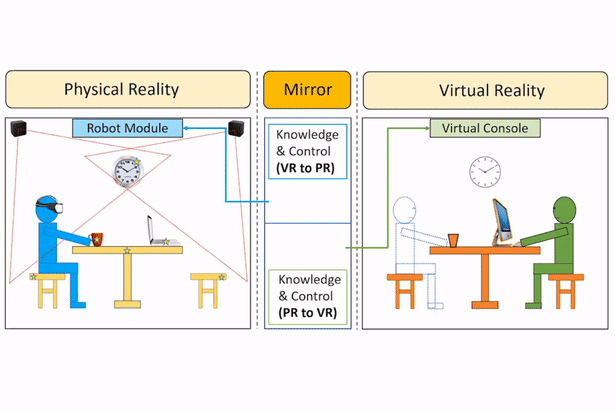 Physical Reality
Mirror
Virtual Reality
Robot Module
Knowledge
& Control
(VR to PR)
Virtual Console
Knowledge
& Control
(PR to VR)